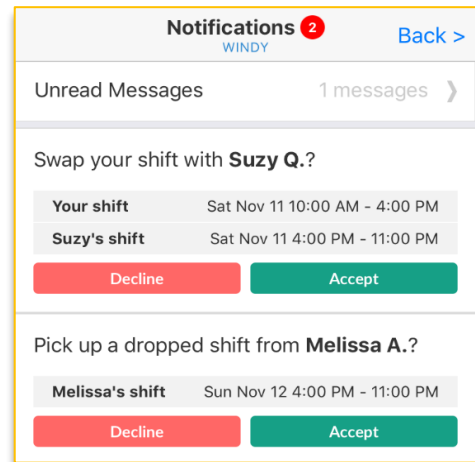 Notifications 2
WINDY
Back >
Unread Messages 1 messages ❯
Swap your shift with Suzy Q.?
Your shift Sat Nov 11 10:00 AM - 4:00 PM
Suzy's shift Sat Nov 11 4:00 PM - 11:00 PM
Decline Accept
Pick up a dropped shift from Melissa A.?
Melissa's shift Sun Nov 12 4:00 PM - 11:00 PM
Decline Accept